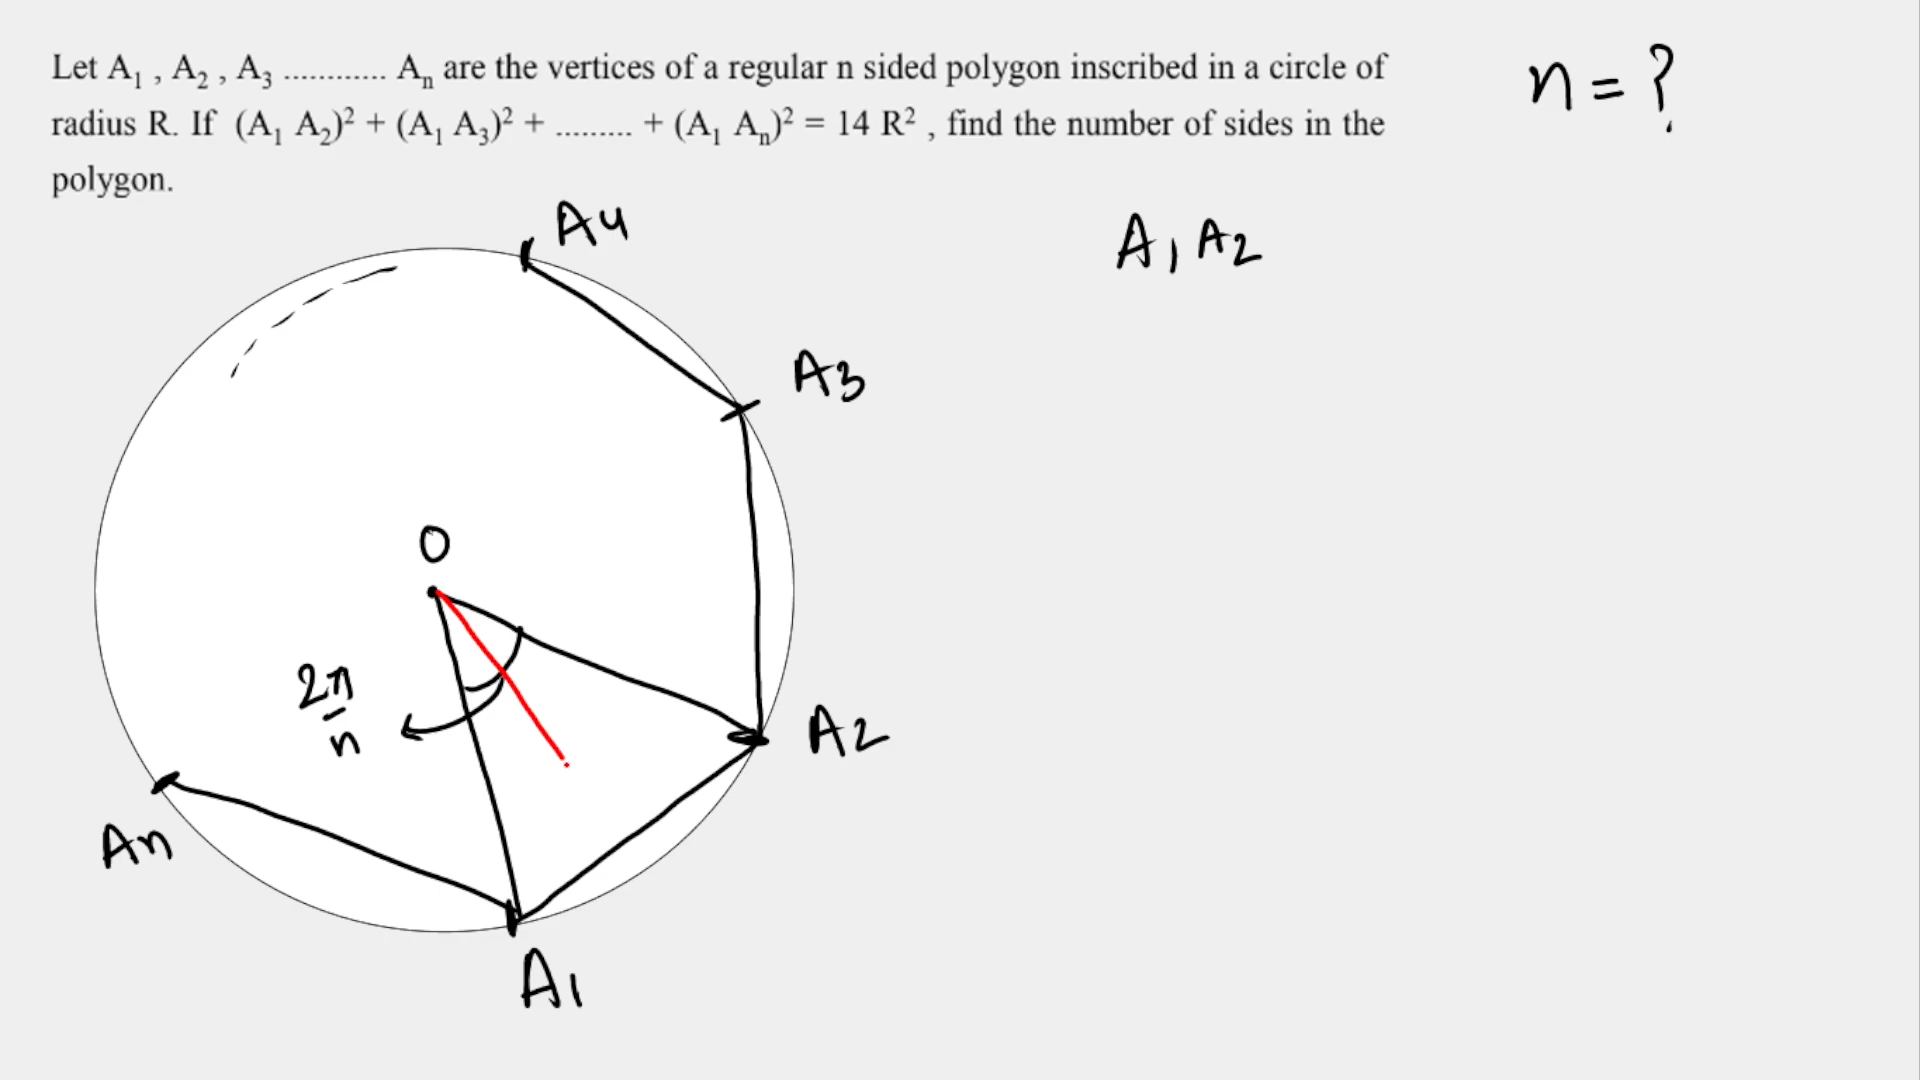 Let A₁ , A₂ , A₃ ............ Aₙ are the vertices of a regular n sided polygon inscribed in a circle of
radius R. If (A₁ A₂)² + (A₁ A₃)² + ......... + (A₁ Aₙ)² = 14 R² , find the number of sides in the
polygon.
n = ?
A₁ A₂
A4
A3
O
2π/n
A2
An
A1